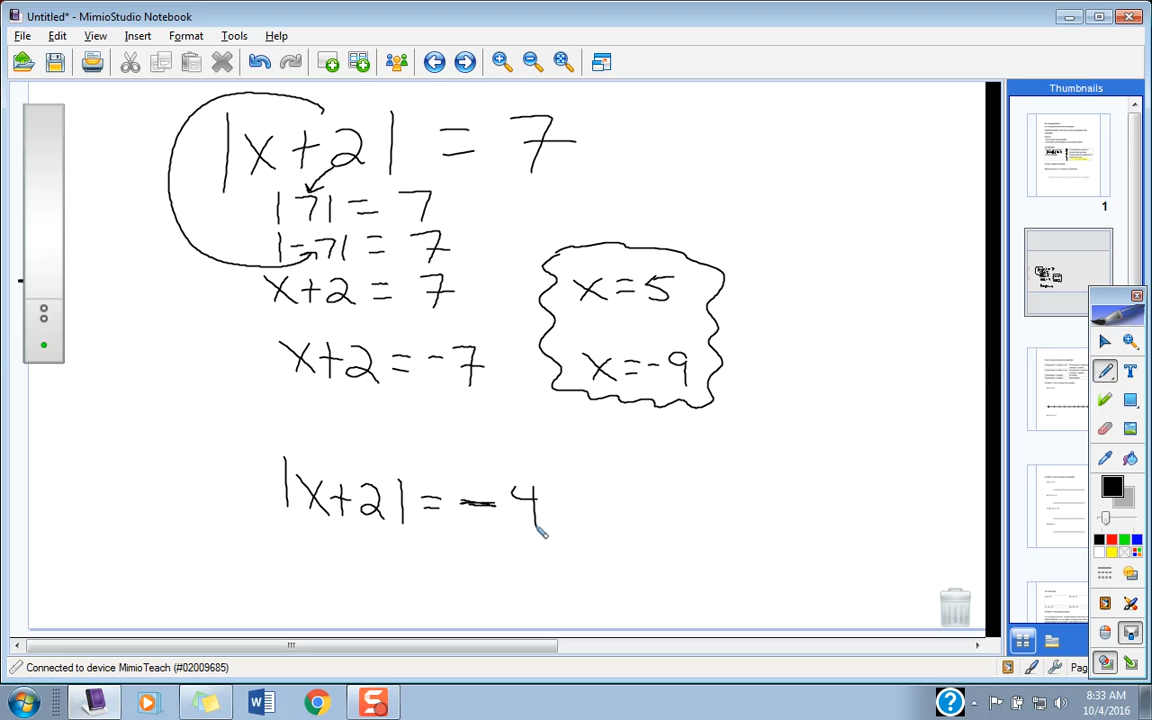 Untitled* - MimioStudio Notebook
File Edit View Insert Format Tools Help
|x+2| = 7
|7| = 7
|-7| = 7
x+2 = 7
x=5
x+2 = -7
x=-9
|x+2| = -4
Thumbnails
1
Connected to device MimioTeach (#02009685)
Pag
8:33 AM
10/4/2016